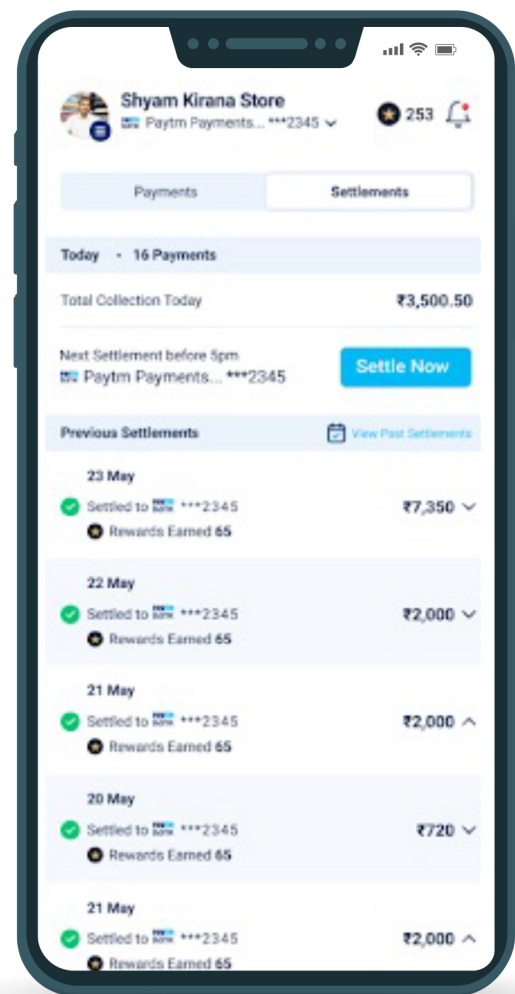 Shyam Kirana Store
Paytm Payments... ***2345
253
Payments
Settlements
Today - 16 Payments
Total Collection Today ₹3,500.50
Next Settlement before 5pm
Paytm Payments... ***2345
Settle Now
Previous Settlements View Past Settlements
23 May
Settled to ***2345 ₹7,350
Rewards Earned 65
22 May
Settled to ***2345 ₹2,000
Rewards Earned 65
21 May
Settled to ***2345 ₹2,000
Rewards Earned 65
20 May
Settled to ***2345 ₹720
Rewards Earned 65
21 May
Settled to ***2345 ₹2,000
Rewards Earned 65